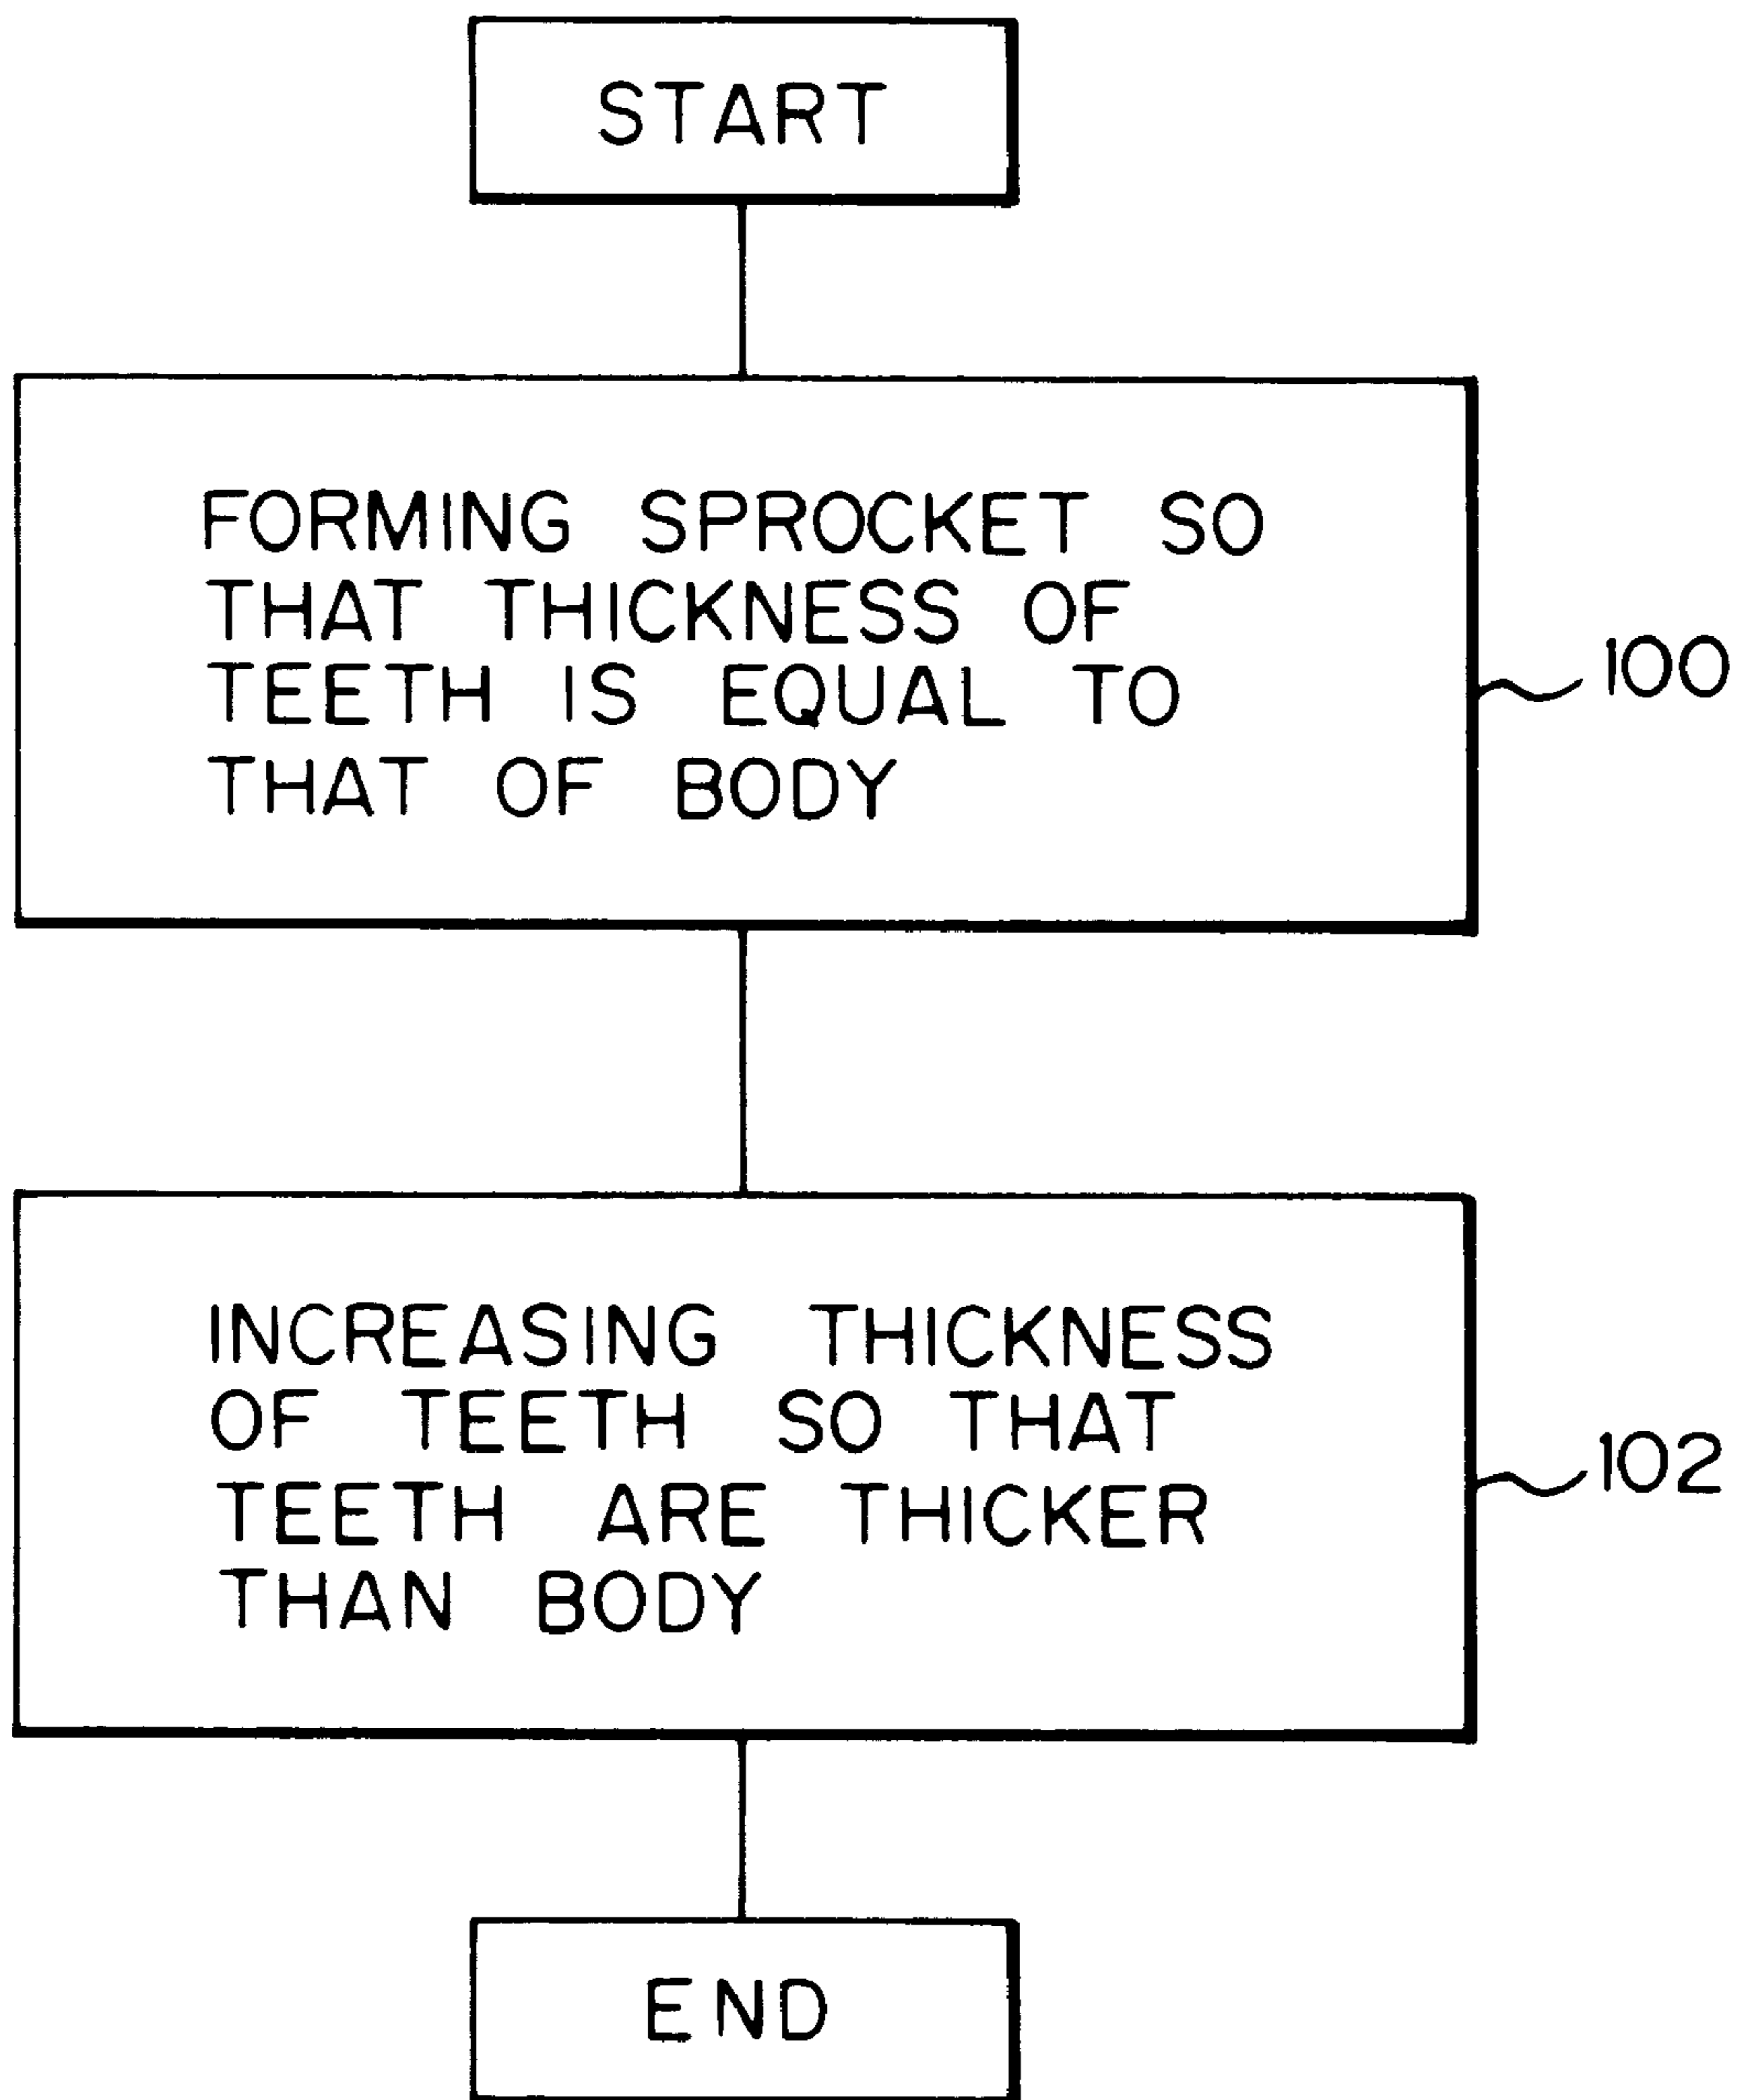 START
FORMING SPROCKET SO
THAT THICKNESS OF
TEETH IS EQUAL TO
THAT OF BODY
100
INCREASING THICKNESS
OF TEETH SO THAT
TEETH ARE THICKER
THAN BODY
102
END